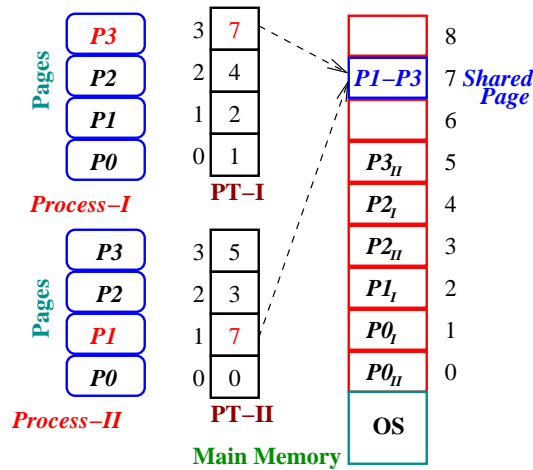 Pages
P3
P2
P1
P0
Process–I
3 7
2 4
1 2
0 1
PT–I
Pages
P3
P2
P1
P0
Process–II
3 5
2 3
1 7
0 0
PT–II
8
P1–P3 7 Shared Page
6
P3II 5
P2I 4
P2II 3
P1I 2
P0I 1
P0II 0
OS
Main Memory